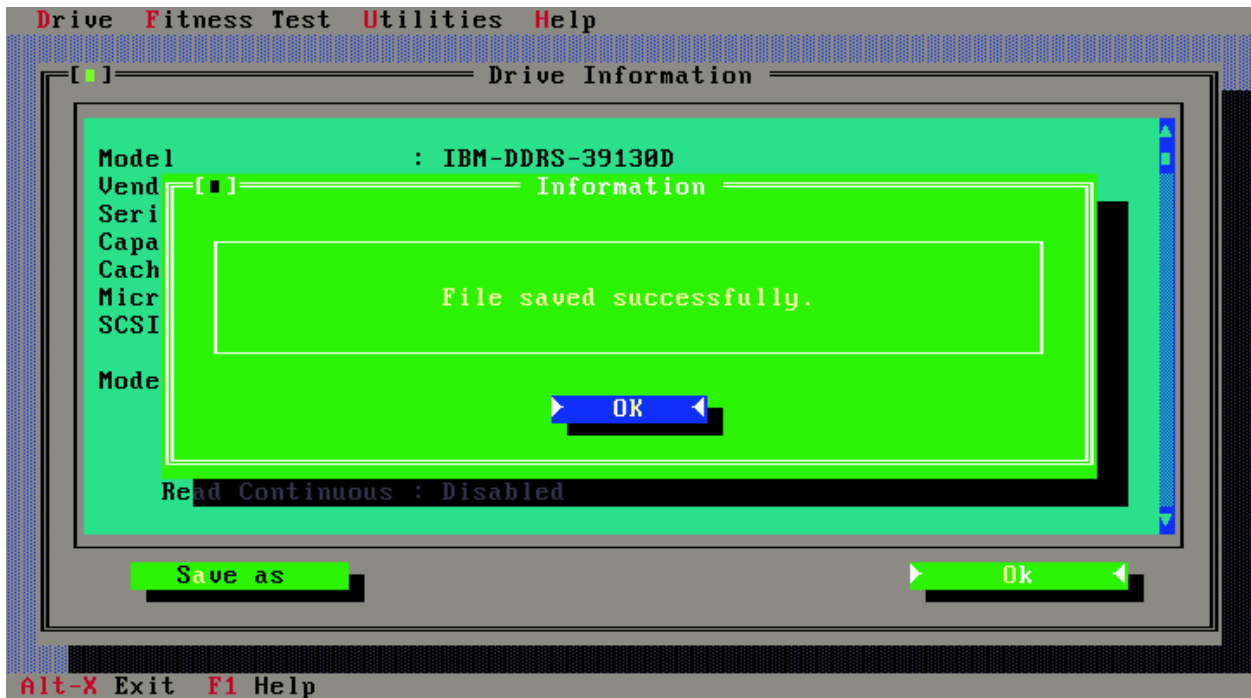 Drive Fitness Test Utilities Help
Drive Information
Model : IBM-DDRS-39130D
Vend
Information
Seri
Capa
Cach
Micr
File saved successfully.
SCSI
Mode
OK
Read Continuous : Disabled
Save as Ok
Alt-X Exit F1 Help